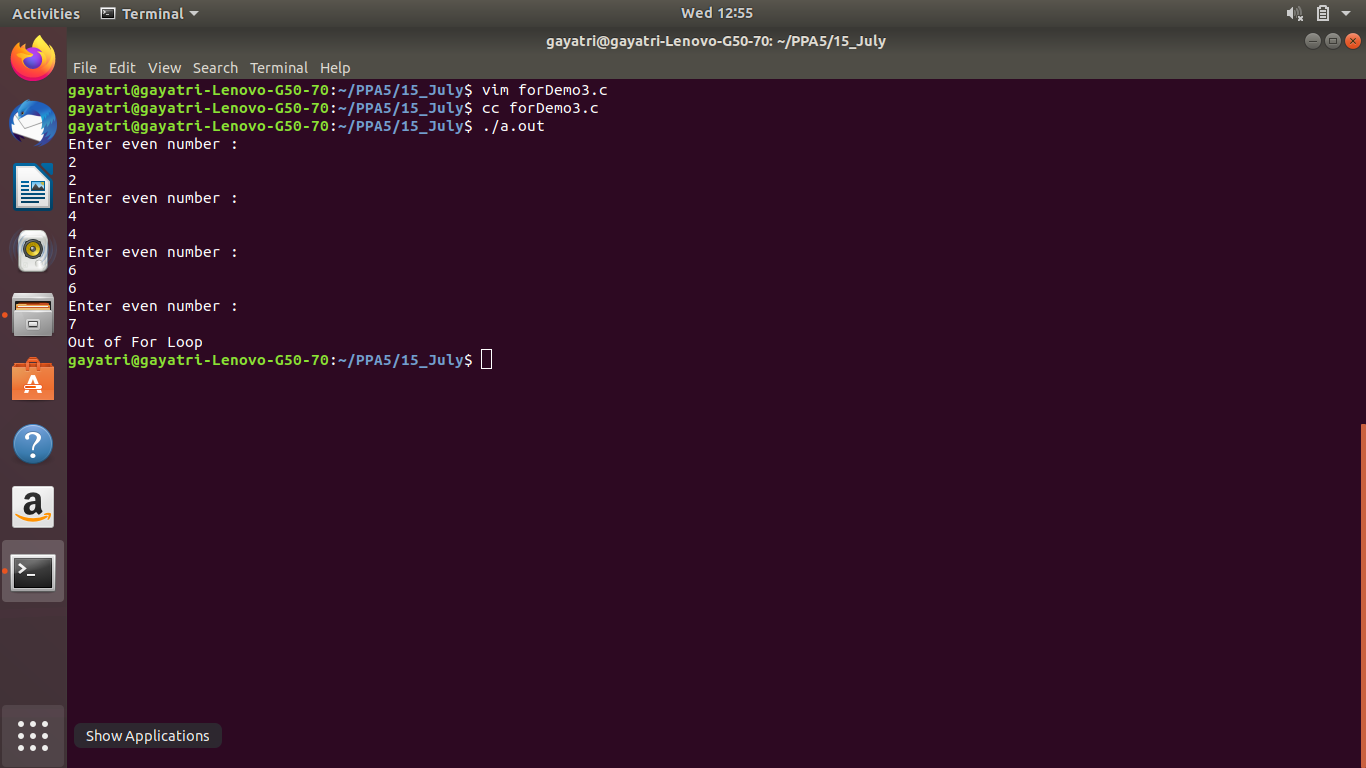 Activities Terminal Wed 12:55
gayatri@gayatri-Lenovo-G50-70: ~/PPA5/15_July
File Edit View Search Terminal Help
gayatri@gayatri-Lenovo-G50-70:~/PPA5/15_July$ vim forDemo3.c
gayatri@gayatri-Lenovo-G50-70:~/PPA5/15_July$ cc forDemo3.c
gayatri@gayatri-Lenovo-G50-70:~/PPA5/15_July$ ./a.out
Enter even number :
2
2
Enter even number :
4
4
Enter even number :
6
6
Enter even number :
7
Out of For Loop
gayatri@gayatri-Lenovo-G50-70:~/PPA5/15_July$
Show Applications